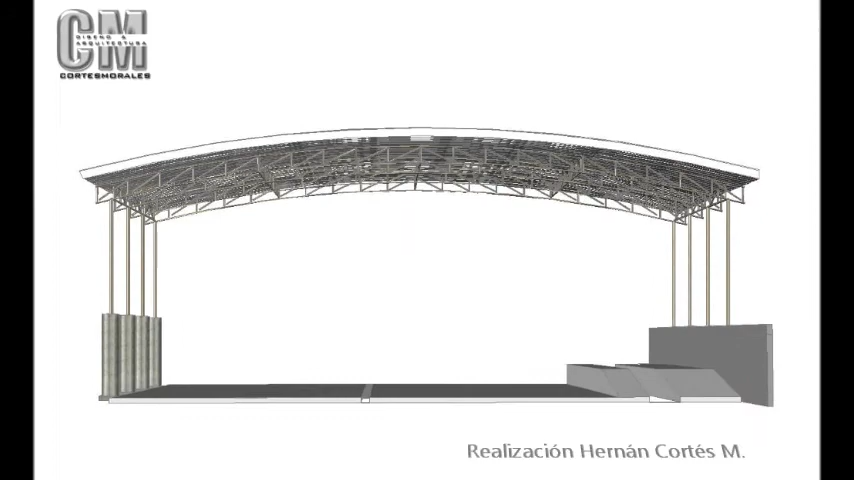 CM
DISEÑO &
ARQUITECTURA
CORTESMORALES
Realización Hernán Cortés M.